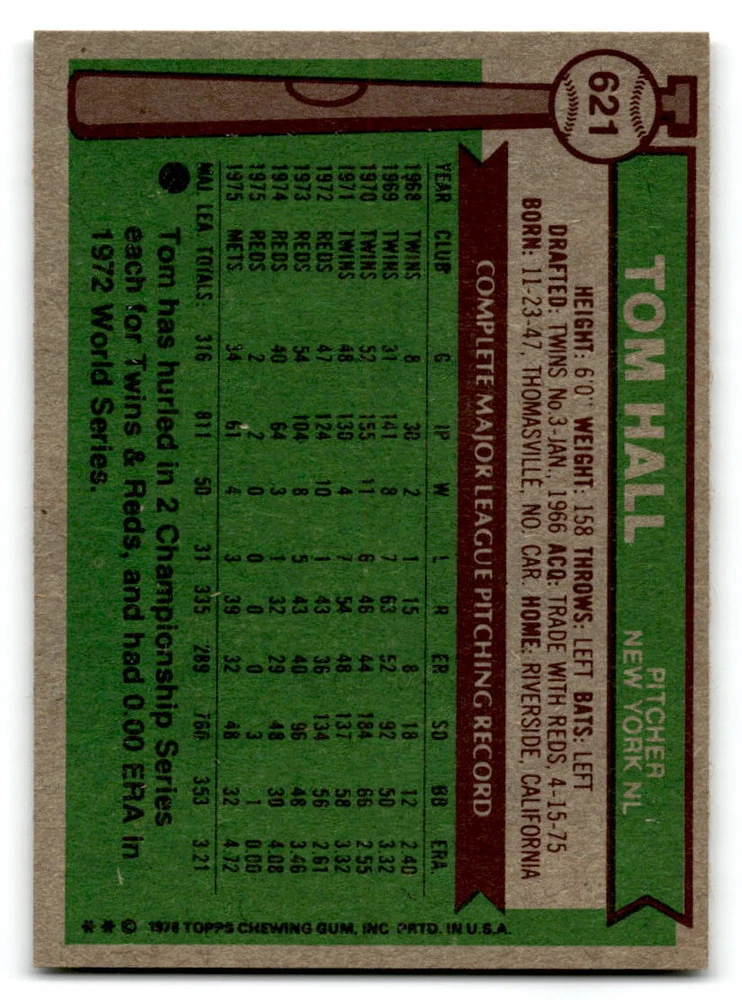 621
TOM HALL
PITCHER
NEW YORK NL
HEIGHT: 6'0" WEIGHT: 158 THROWS: LEFT BATS: LEFT
DRAFTED: TWINS No.3-JAN., 1966 ACQ: TRADE WITH REDS, 4-15-75
BORN: 11-23-47, THOMASVILLE, NO. CAR. HOME: RIVERSIDE, CALIFORNIA
COMPLETE MAJOR LEAGUE PITCHING RECORD
YEAR CLUB G IP W L R ER SO BB ERA.
1968 TWINS 8 30 2 1 15 8 18 12 2.40
1969 TWINS 31 141 8 7 63 52 92 50 3.32
1970 TWINS 52 155 11 6 46 44 184 66 2.55
1971 TWINS 48 130 4 7 54 48 137 58 3.32
1972 REDS 47 124 10 1 43 36 134 56 2.61
1973 REDS 54 104 8 5 43 40 96 48 3.46
1974 REDS 40 64 3 1 32 29 48 30 4.08
1975 REDS 2 2 0 0 0 0 3 1 0.00
1975 METS 34 61 4 3 39 32 48 32 4.72
MAJ. LEA. TOTALS: 316 811 50 31 335 289 760 353 3.21
Tom has hurled in 2 Championship Series
each for Twins & Reds, and had 0.00 ERA in
1972 World Series.
** © 1976 TOPPS CHEWING GUM, INC. PRTD. IN U.S.A.